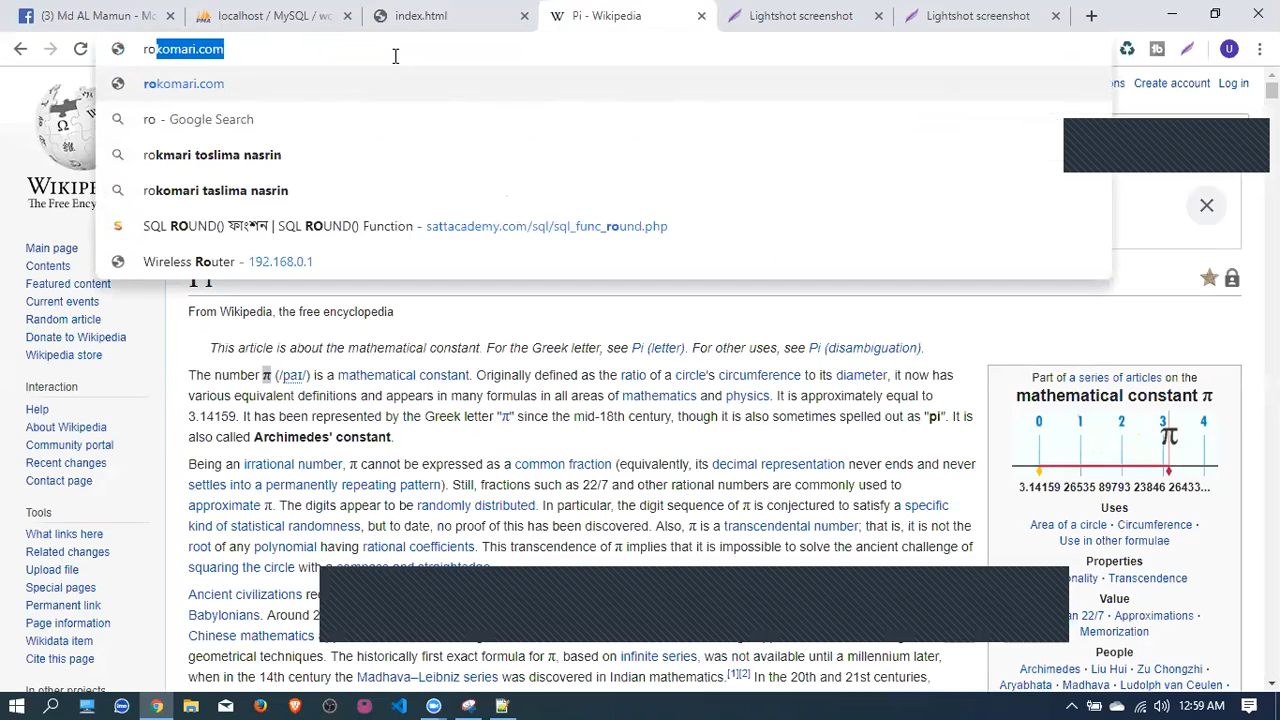 (3) Md AL Mamun - Mo
localhost / MySQL / wo
index.html
Pi - Wikipedia
Lightshot screenshot
Lightshot screenshot
rokomari.com
rokomari.com
ro - Google Search
rokmari toslima nasrin
rokomari taslima nasrin
SQL ROUND() ফাংশন | SQL ROUND() Function - sattacademy.com/sql/sql_func_round.php
Wireless Router - 192.168.0.1
Create account
Log in
WIKIPE
The Free Ency
Main page
Contents
Featured content
Current events
Random article
Donate to Wikipedia
Wikipedia store
Interaction
Help
About Wikipedia
Community portal
Recent changes
Contact page
Tools
What links here
Related changes
Upload file
Special pages
Permanent link
Page information
Wikidata item
Cite this page
In other projects
From Wikipedia, the free encyclopedia
This article is about the mathematical constant. For the Greek letter, see Pi (letter). For other uses, see Pi (disambiguation).
The number π (/paɪ/) is a mathematical constant. Originally defined as the ratio of a circle's circumference to its diameter, it now has
various equivalent definitions and appears in many formulas in all areas of mathematics and physics. It is approximately equal to
3.14159. It has been represented by the Greek letter "π" since the mid-18th century, though it is also sometimes spelled out as "pi". It is
also called Archimedes' constant.
Being an irrational number, π cannot be expressed as a common fraction (equivalently, its decimal representation never ends and never
settles into a permanently repeating pattern). Still, fractions such as 22/7 and other rational numbers are commonly used to
approximate π. The digits appear to be randomly distributed. In particular, the digit sequence of π is conjectured to satisfy a specific
kind of statistical randomness, but to date, no proof of this has been discovered. Also, π is a transcendental number; that is, it is not the
root of any polynomial having rational coefficients. This transcendence of π implies that it is impossible to solve the ancient challenge of
squaring the circle with a compass and straightedge.
Ancient civilizations
Babylonians. Around
Chinese mathematics
geometrical techniques. The historically first exact formula for π, based on infinite series, was not available until a millennium later,
when in the 14th century the Madhava–Leibniz series was discovered in Indian mathematics.[1][2] In the 20th and 21st centuries,
Part of a series of articles on the
mathematical constant π
0 1 2 3 4
π
3.14159 26535 89793 23846 26433...
Uses
Area of a circle · Circumference ·
Use in other formulae
Properties
nality · Transcendence
Value
an 22/7 · Approximations ·
Memorization
People
Archimedes · Liu Hui · Zu Chongzhi ·
Aryabhata · Madhava · Ludolph van Ceulen ·
12:59 AM